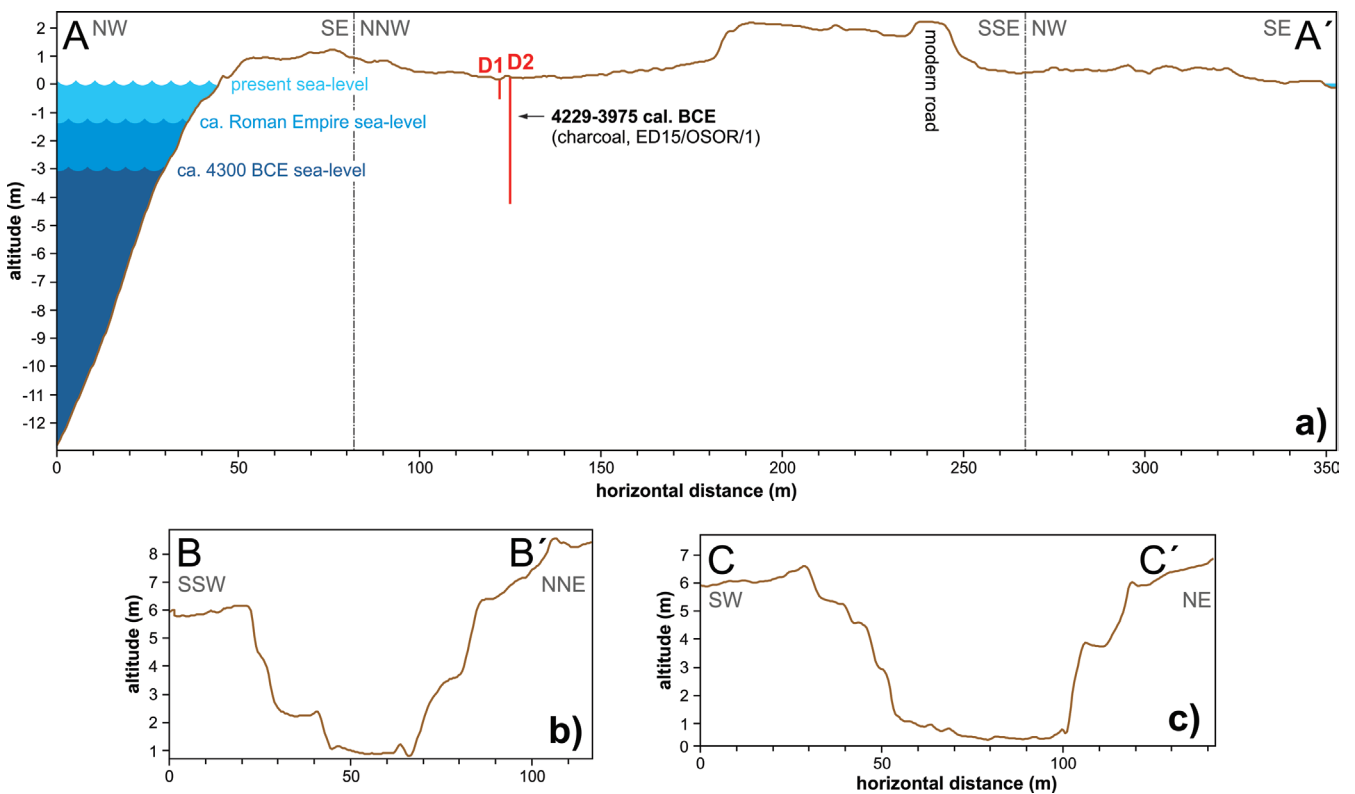 A NW
SE NNW
SSE NW
SE A´
D1 D2
present sea-level
ca. Roman Empire sea-level
ca. 4300 BCE sea-level
4229-3975 cal. BCE
(charcoal, ED15/OSOR/1)
modern road
altitude (m)
2
1
0
-1
-2
-3
-4
-5
-6
-7
-8
-9
-10
-11
-12
a)
0 50 100 150 200 250 300 350
horizontal distance (m)
B B´
SSW NNE
altitude (m)
8
7
6
5
4
3
2
1
b)
0 50 100
C C´
SW NE
altitude (m)
7
6
5
4
3
2
1
0
c)
0 50 100
horizontal distance (m)